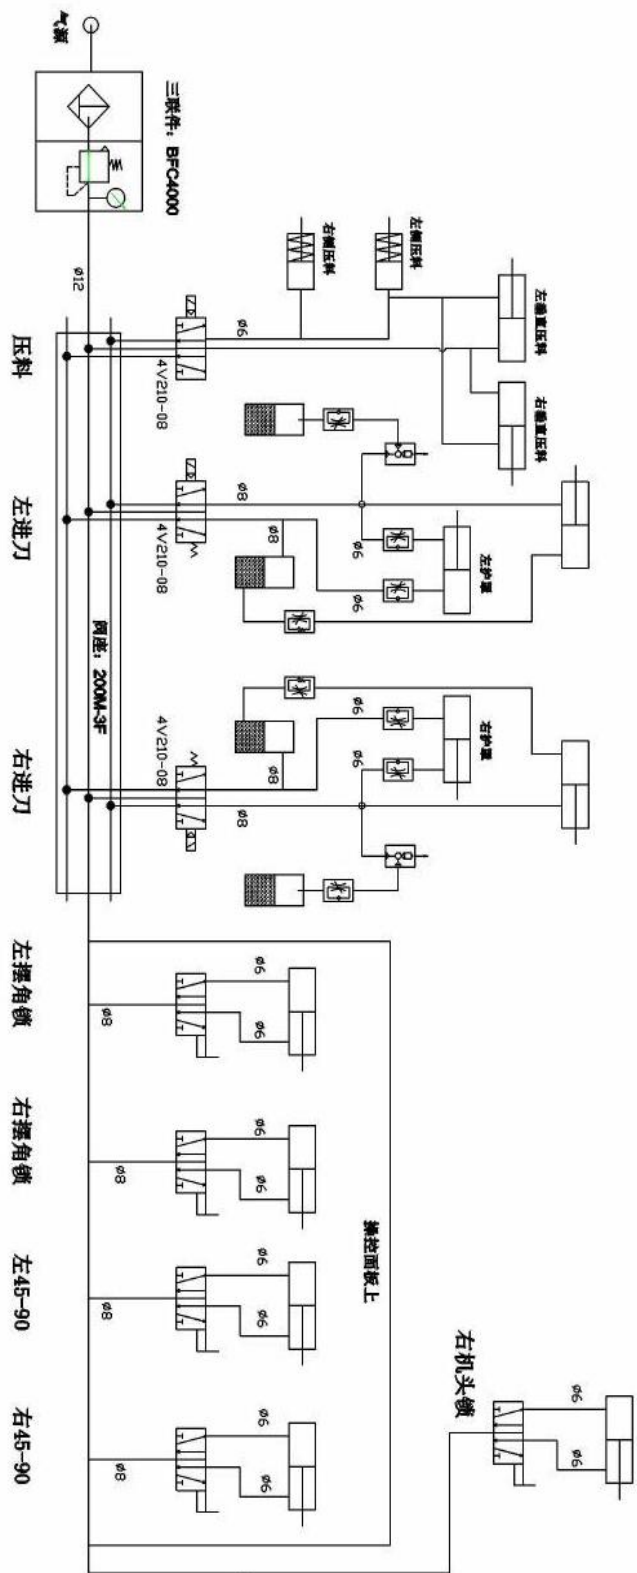 气源
三联件：BFC4000
ø12
左垂直压料
右垂直压料
左侧压料
右侧压料
ø6
4V210-08
压料
左护罩
ø6
ø6
ø8
ø8
4V210-08
左进刀
阀座：200M-3F
右护罩
ø6
ø6
ø8
ø8
4V210-08
右进刀
操控面板上
ø6
ø6
ø8
左摆角锁
ø6
ø6
ø8
右摆角锁
ø6
ø6
ø8
左45-90
ø6
ø6
ø8
右45-90
右机头锁
ø6
ø6